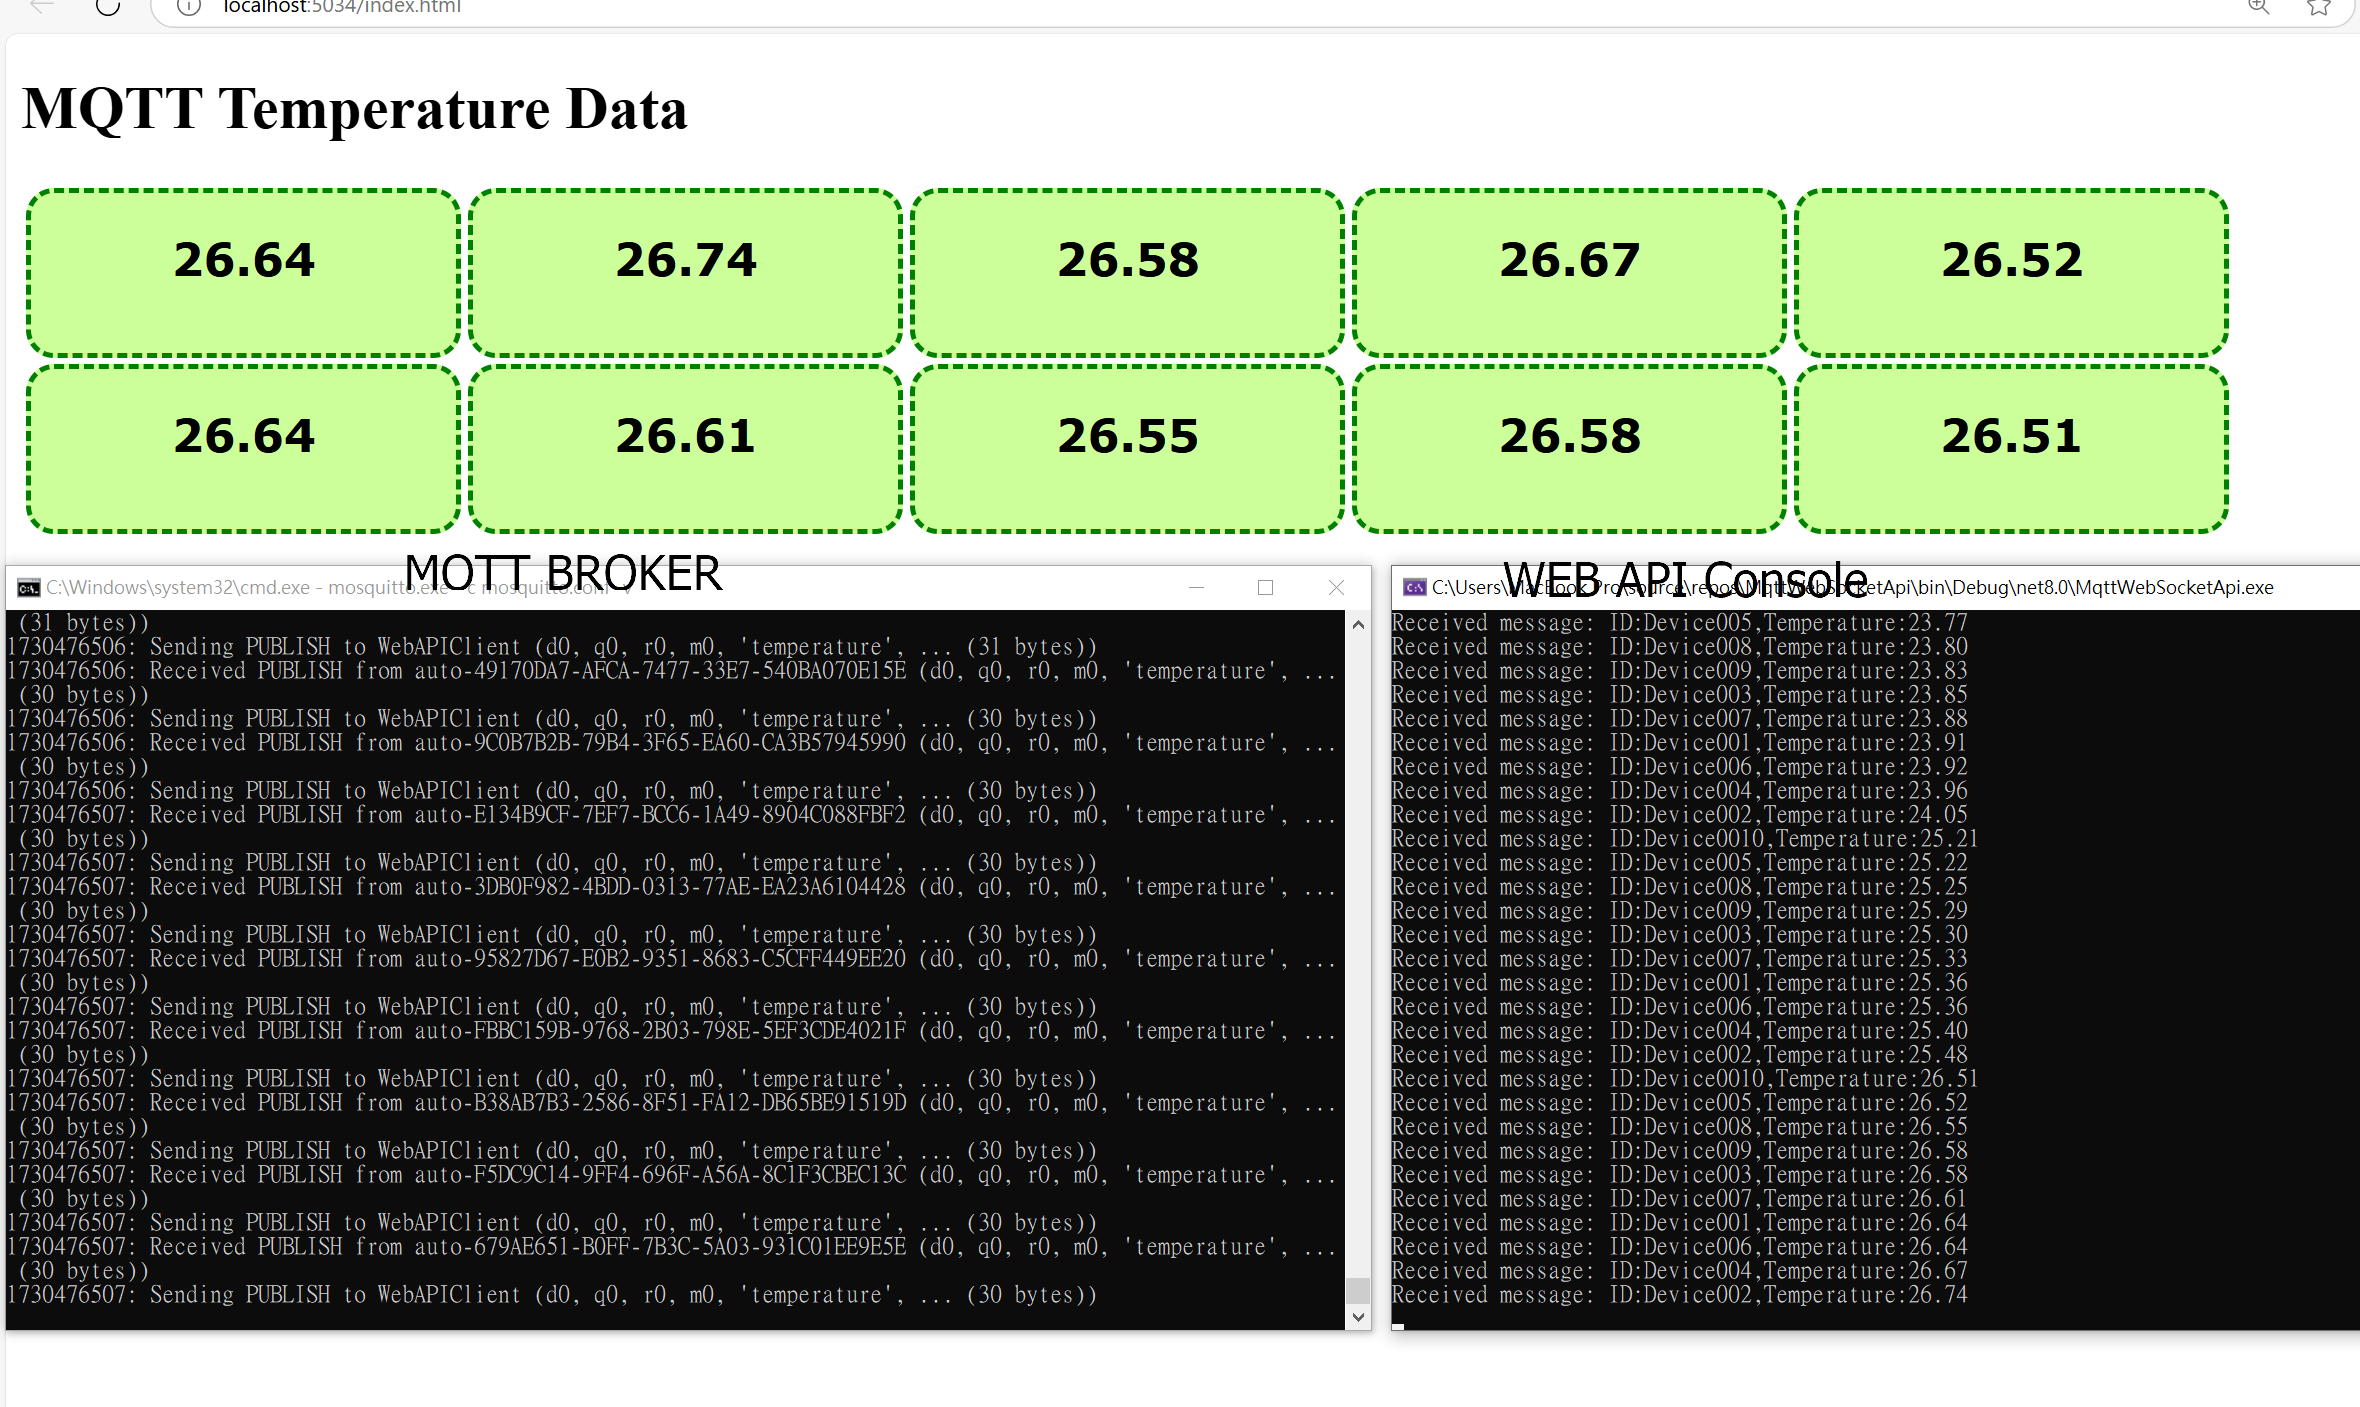 localhost:5034/index.html
MQTT Temperature Data
26.64 26.74 26.58 26.67 26.52
26.64 26.61 26.55 26.58 26.51
MOTT BROKER
C:\Windows\system32\cmd.exe - mosquitto.exe -c mosquitto.conf -v
(31 bytes))
1730476506: Sending PUBLISH to WebAPIClient (d0, q0, r0, m0, 'temperature', ... (31 bytes))
1730476506: Received PUBLISH from auto-49170DA7-AFCA-7477-33E7-540BA070E15E (d0, q0, r0, m0, 'temperature', ...
(30 bytes))
1730476506: Sending PUBLISH to WebAPIClient (d0, q0, r0, m0, 'temperature', ... (30 bytes))
1730476506: Received PUBLISH from auto-9C0B7B2B-79B4-3F65-EA60-CA3B57945990 (d0, q0, r0, m0, 'temperature', ...
(30 bytes))
1730476506: Sending PUBLISH to WebAPIClient (d0, q0, r0, m0, 'temperature', ... (30 bytes))
1730476507: Received PUBLISH from auto-E134B9CF-7EF7-BCC6-1A49-8904C088FBF2 (d0, q0, r0, m0, 'temperature', ...
(30 bytes))
1730476507: Sending PUBLISH to WebAPIClient (d0, q0, r0, m0, 'temperature', ... (30 bytes))
1730476507: Received PUBLISH from auto-3DB0F982-4BDD-0313-77AE-EA23A6104428 (d0, q0, r0, m0, 'temperature', ...
(30 bytes))
1730476507: Sending PUBLISH to WebAPIClient (d0, q0, r0, m0, 'temperature', ... (30 bytes))
1730476507: Received PUBLISH from auto-95827D67-E0B2-9351-8683-C5CFF449EE20 (d0, q0, r0, m0, 'temperature', ...
(30 bytes))
1730476507: Sending PUBLISH to WebAPIClient (d0, q0, r0, m0, 'temperature', ... (30 bytes))
1730476507: Received PUBLISH from auto-FBBC159B-9768-2B03-798E-5EF3CDE4021F (d0, q0, r0, m0, 'temperature', ...
(30 bytes))
1730476507: Sending PUBLISH to WebAPIClient (d0, q0, r0, m0, 'temperature', ... (30 bytes))
1730476507: Received PUBLISH from auto-B38AB7B3-2586-8F51-FA12-DB65BE91519D (d0, q0, r0, m0, 'temperature', ...
(30 bytes))
1730476507: Sending PUBLISH to WebAPIClient (d0, q0, r0, m0, 'temperature', ... (30 bytes))
1730476507: Received PUBLISH from auto-F5DC9C14-9FF4-696F-A56A-8C1F3CBEC13C (d0, q0, r0, m0, 'temperature', ...
(30 bytes))
1730476507: Sending PUBLISH to WebAPIClient (d0, q0, r0, m0, 'temperature', ... (30 bytes))
1730476507: Received PUBLISH from auto-679AE651-B0FF-7B3C-5A03-931C01EE9E5E (d0, q0, r0, m0, 'temperature', ...
(30 bytes))
1730476507: Sending PUBLISH to WebAPIClient (d0, q0, r0, m0, 'temperature', ... (30 bytes))
WEB API Console
C:\Users\MacBook Pro\source\repos\MqttWebSocketApi\bin\Debug\net8.0\MqttWebSocketApi.exe
Received message: ID:Device005,Temperature:23.77
Received message: ID:Device008,Temperature:23.80
Received message: ID:Device009,Temperature:23.83
Received message: ID:Device003,Temperature:23.85
Received message: ID:Device007,Temperature:23.88
Received message: ID:Device001,Temperature:23.91
Received message: ID:Device006,Temperature:23.92
Received message: ID:Device004,Temperature:23.96
Received message: ID:Device002,Temperature:24.05
Received message: ID:Device0010,Temperature:25.21
Received message: ID:Device005,Temperature:25.22
Received message: ID:Device008,Temperature:25.25
Received message: ID:Device009,Temperature:25.29
Received message: ID:Device003,Temperature:25.30
Received message: ID:Device007,Temperature:25.33
Received message: ID:Device001,Temperature:25.36
Received message: ID:Device006,Temperature:25.36
Received message: ID:Device004,Temperature:25.40
Received message: ID:Device002,Temperature:25.48
Received message: ID:Device0010,Temperature:26.51
Received message: ID:Device005,Temperature:26.52
Received message: ID:Device008,Temperature:26.55
Received message: ID:Device009,Temperature:26.58
Received message: ID:Device003,Temperature:26.58
Received message: ID:Device007,Temperature:26.61
Received message: ID:Device001,Temperature:26.64
Received message: ID:Device006,Temperature:26.64
Received message: ID:Device004,Temperature:26.67
Received message: ID:Device002,Temperature:26.74